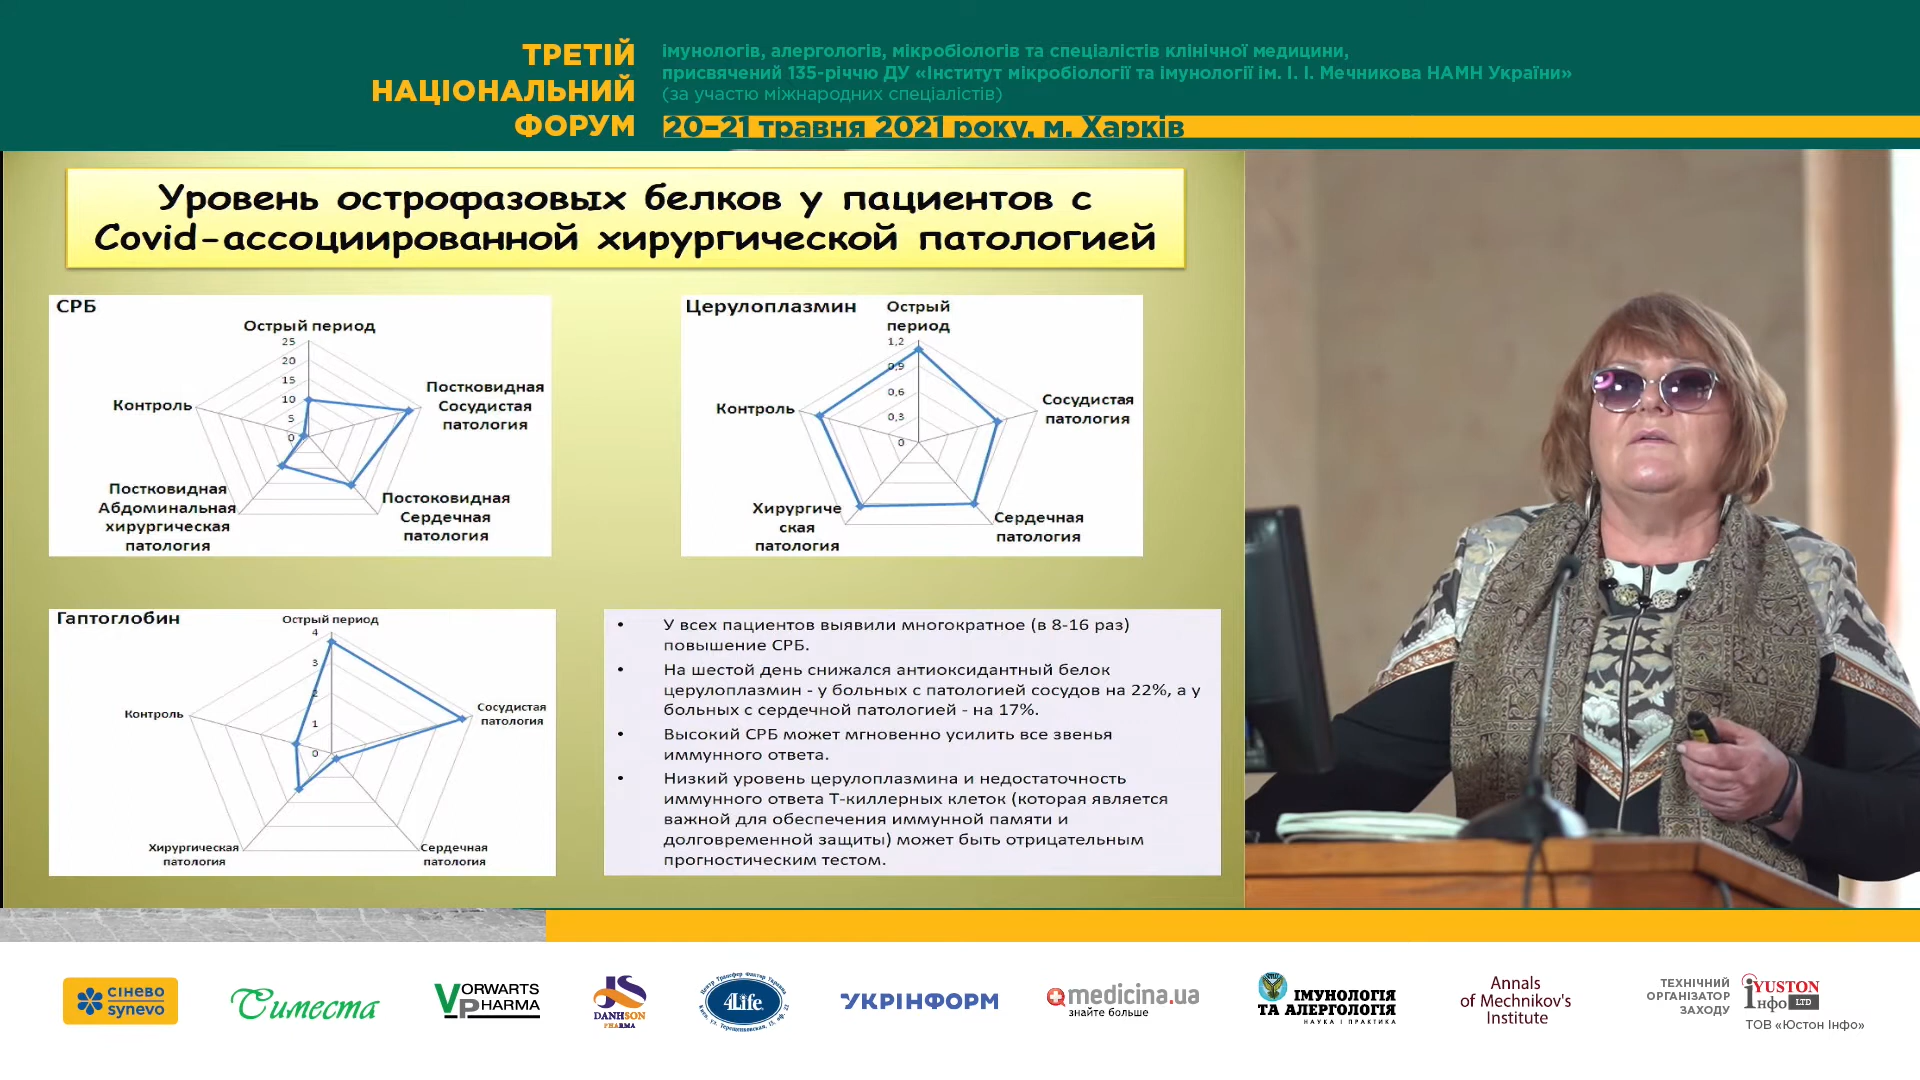 ТРЕТІЙ
НАЦІОНАЛЬНИЙ
ФОРУМ
імунологів, алергологів, мікробіологів та спеціалістів клінічної медицини,
присвячений 135-річчю ДУ «Інститут мікробіології та імунології ім. І. І. Мечникова НАМН України»
(за участю міжнародних спеціалістів)
20–21 травня 2021 року, м. Харків
Уровень острофазовых белков у пациентов с
Covid-ассоциированной хирургической патологией
СРБ
Острый период
25
20
15
10
5
0
Постковидная
Сосудистая
патология
Постоковидная
Сердечная
патология
Постковидная
Абдоминальная
хирургическая
патология
Контроль
Церулоплазмин
Острый
период
1,2
0,9
0,6
0,3
0
Сосудистая
патология
Сердечная
патология
Хирургиче
ская
патология
Контроль
Гаптоглобин
Острый период
4
3
2
1
0
Сосудистая
патология
Сердечная
патология
Хирургическая
патология
Контроль
• У всех пациентов выявили многократное (в 8-16 раз)
повышение СРБ.
• На шестой день снижался антиоксидантный белок
церулоплазмин - у больных с патологией сосудов на 22%, а у
больных с сердечной патологией - на 17%.
• Высокий СРБ может мгновенно усилить все звенья
иммунного ответа.
• Низкий уровень церулоплазмина и недостаточность
иммунного ответа Т-киллерных клеток (которая является
важной для обеспечения иммунной памяти и
долговременной защиты) может быть отрицательным
прогностическим тестом.
сінево
synevo
Симеста
VORWARTS
PHARMA
DANHSON
PHARMA
Центр Трансфер Фактор Украина
4Life
УКРІНФОРМ
medicina.ua
знайте більше
ІМУНОЛОГІЯ
ТА АЛЕРГОЛОГІЯ
НАУКА І ПРАКТИКА
Annals
of Mechnikov's
Institute
ТЕХНІЧНИЙ
ОРГАНІЗАТОР
ЗАХОДУ
iYUSTON
Инфо LTD
ТОВ «Юстон Інфо»